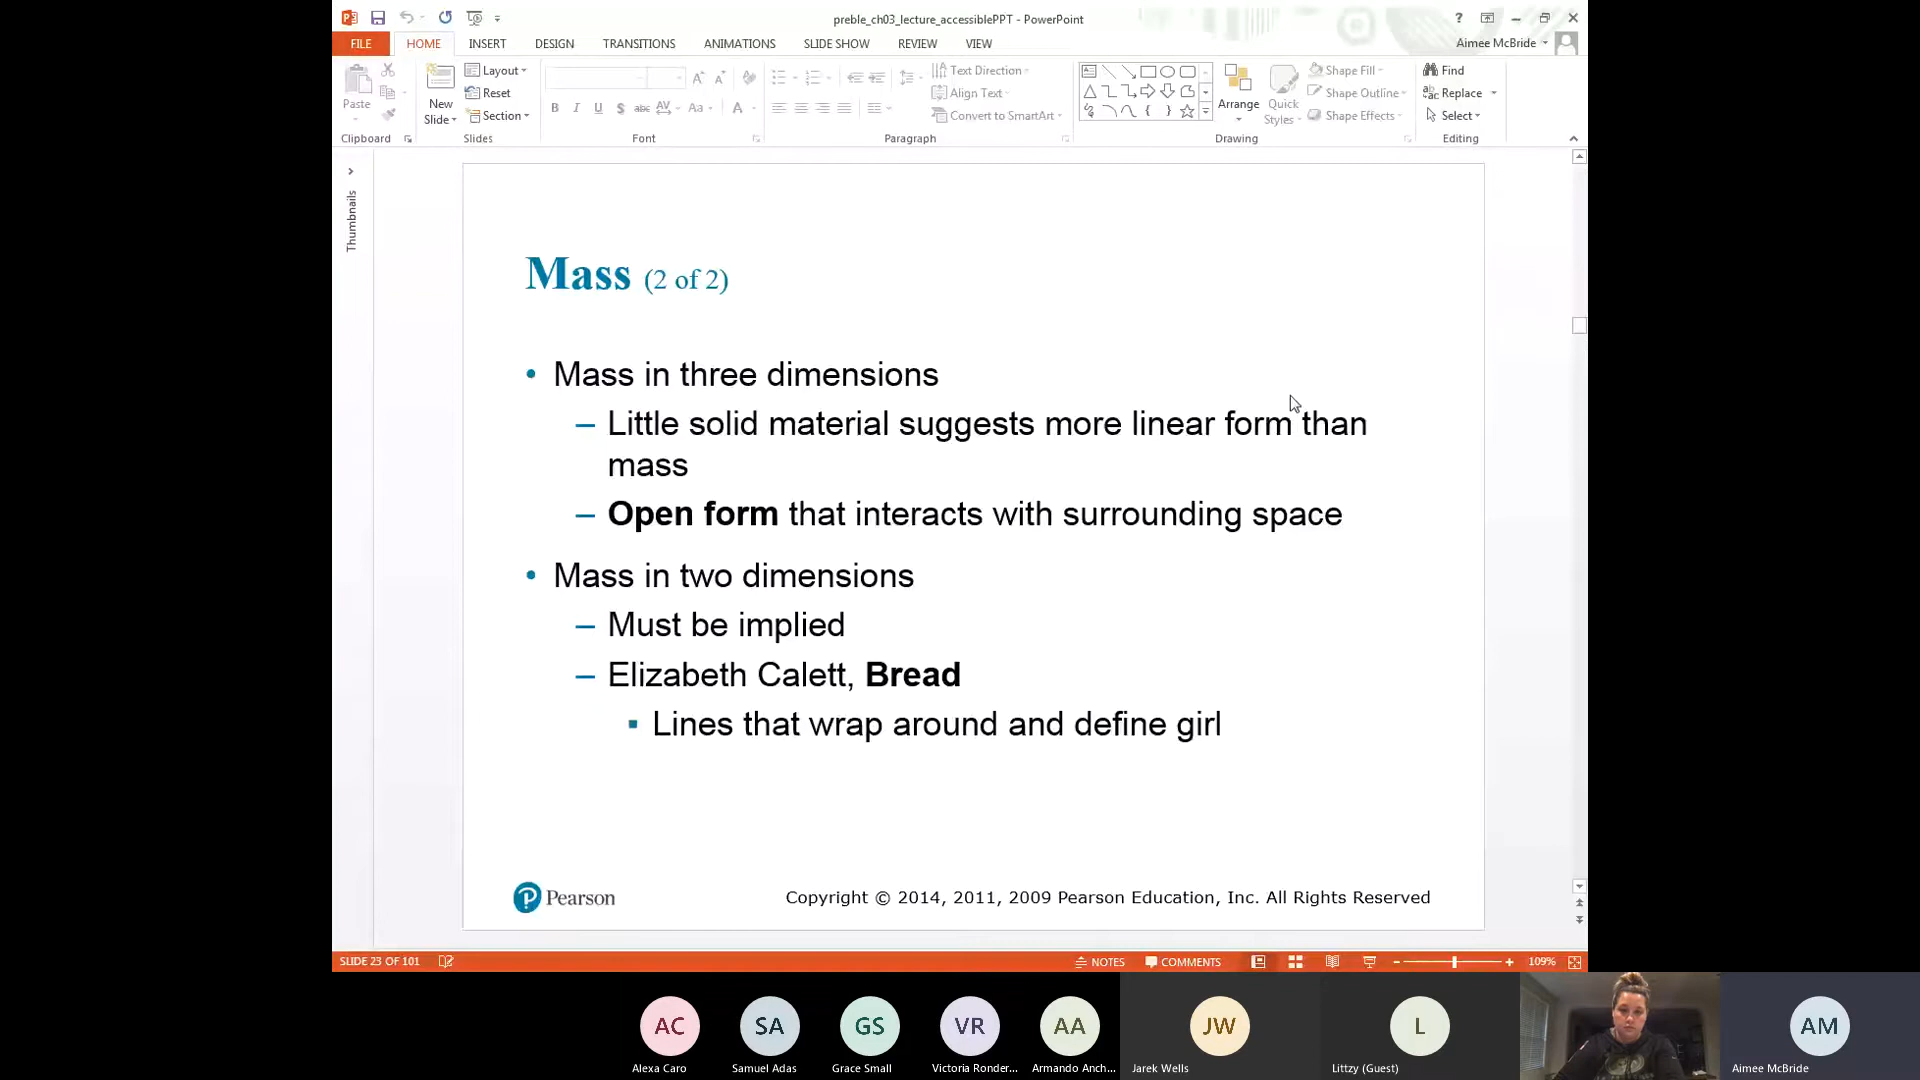 preble_ch03_lecture_accessiblePPT - PowerPoint
FILE HOME INSERT DESIGN TRANSITIONS ANIMATIONS SLIDE SHOW REVIEW VIEW
Aimee McBride
Paste
Clipboard
New Slide
Layout
Reset
Section
Slides
B I U S abc AV Aa A
Font
Text Direction
Align Text
Convert to SmartArt
Paragraph
Arrange
Quick Styles
Shape Fill
Shape Outline
Shape Effects
Drawing
Find
Replace
Select
Editing
Thumbnails
Mass (2 of 2)
• Mass in three dimensions
– Little solid material suggests more linear form than
mass
– Open form that interacts with surrounding space
• Mass in two dimensions
– Must be implied
– Elizabeth Calett, Bread
▪ Lines that wrap around and define girl
Pearson
Copyright © 2014, 2011, 2009 Pearson Education, Inc. All Rights Reserved
SLIDE 23 OF 101
NOTES COMMENTS 109%
AC SA GS VR AA JW L AM
Alexa Caro Samuel Adas Grace Small Victoria Ronder... Armando Anch... Jarek Wells Littzy (Guest) Aimee McBride